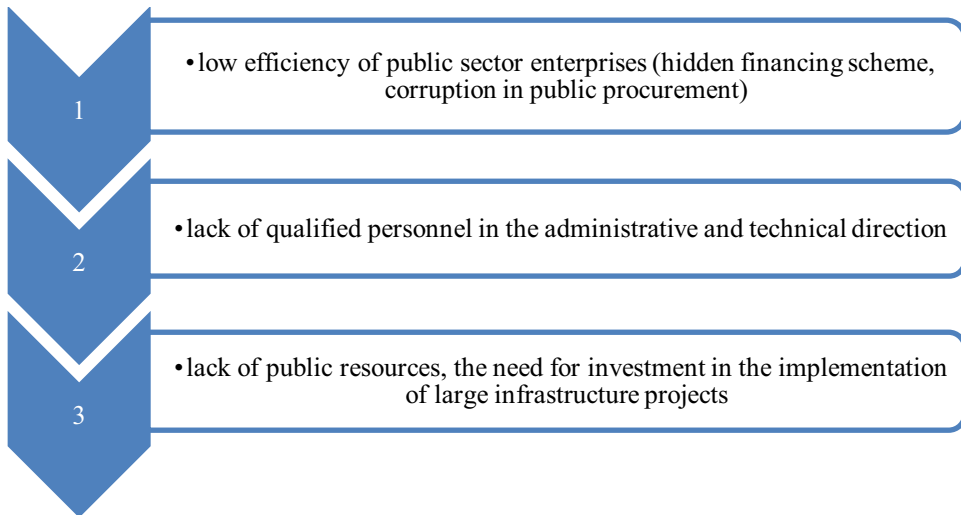 1
•low efficiency of public sector enterprises (hidden financing scheme,
corruption in public procurement)
2
•lack of qualified personnel in the administrative and technical direction
3
•lack of public resources, the need for investment in the implementation
of large infrastructure projects